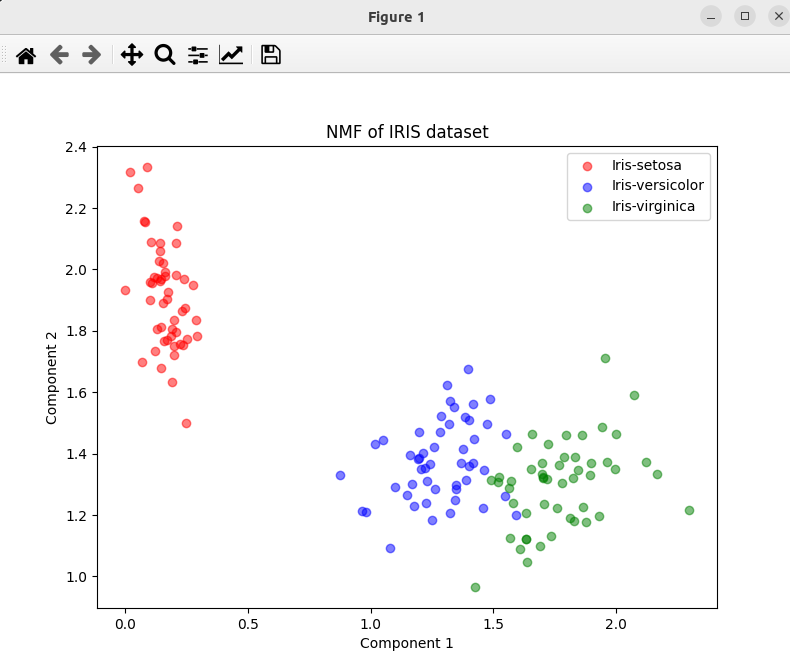 Figure 1
NMF of IRIS dataset
Iris-setosa
Iris-versicolor
Iris-virginica
Component 2
2.4
2.2
2.0
1.8
1.6
1.4
1.2
1.0
0.0 0.5 1.0 1.5 2.0
Component 1